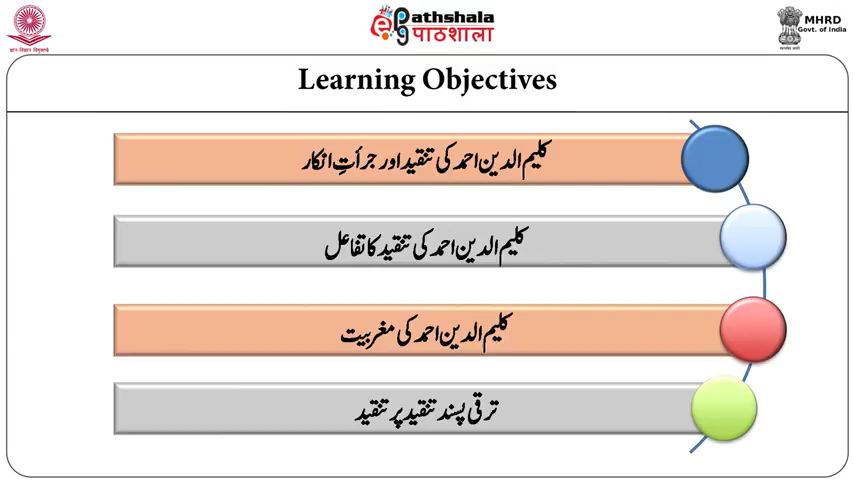 ज्ञान-विज्ञान विमुक्तये
e Pathshala
पाठशाला
MHRD
Govt. of India
Learning Objectives
کلیم الدین احمد کی تنقید اور جرأتِ انکار
کلیم الدین احمد کی تنقید کا تفاعل
کلیم الدین احمد کی مغربیت
ترقی پسند تنقید پر تنقید